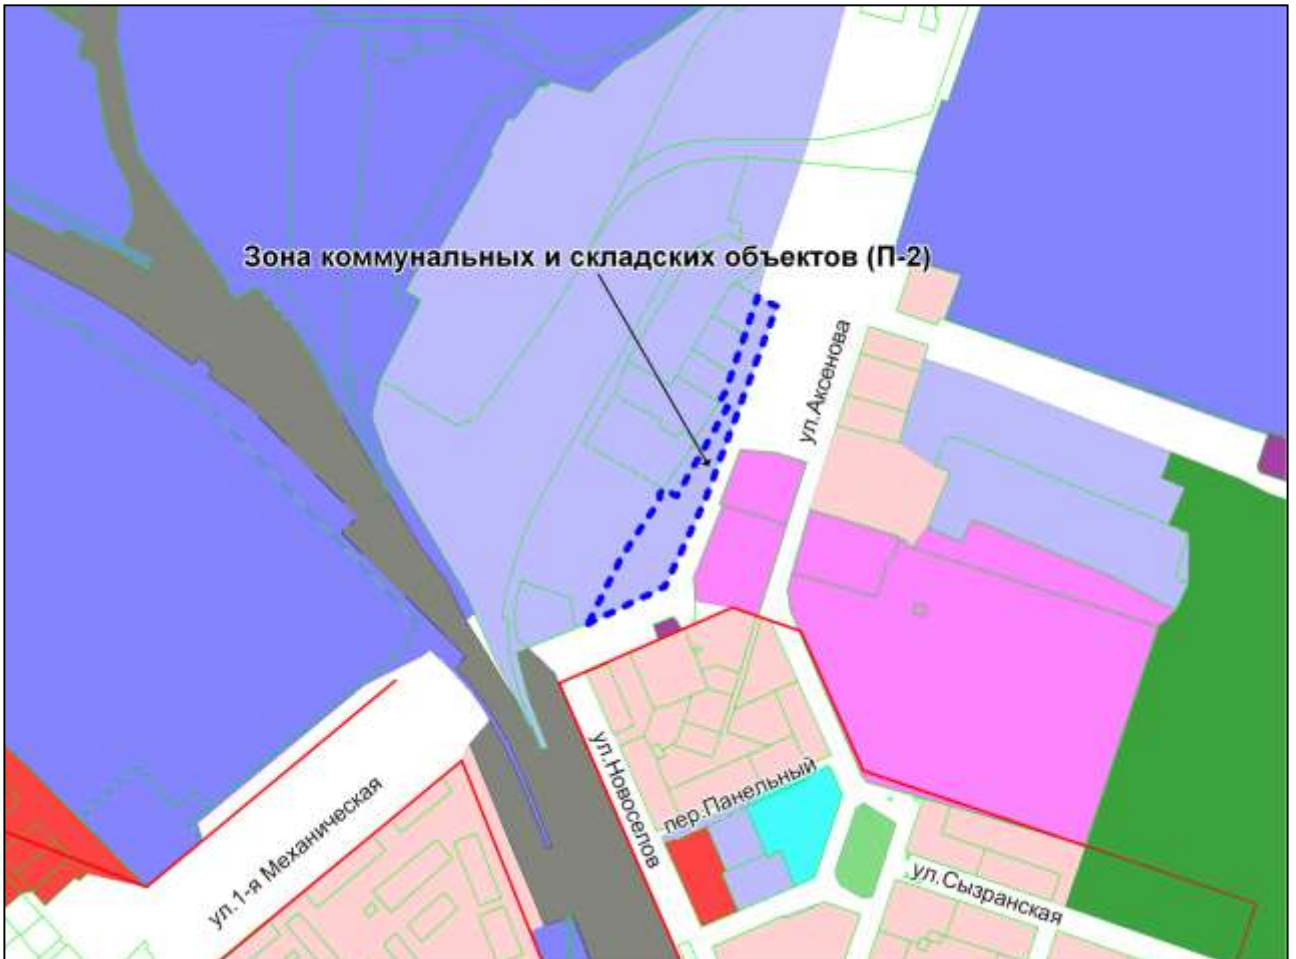 Зона коммунальных и складских объектов (П-2)
ул.Аксенова
ул.Новоселов
пер.Панельный
ул.1-я Механическая
ул.Сызранская